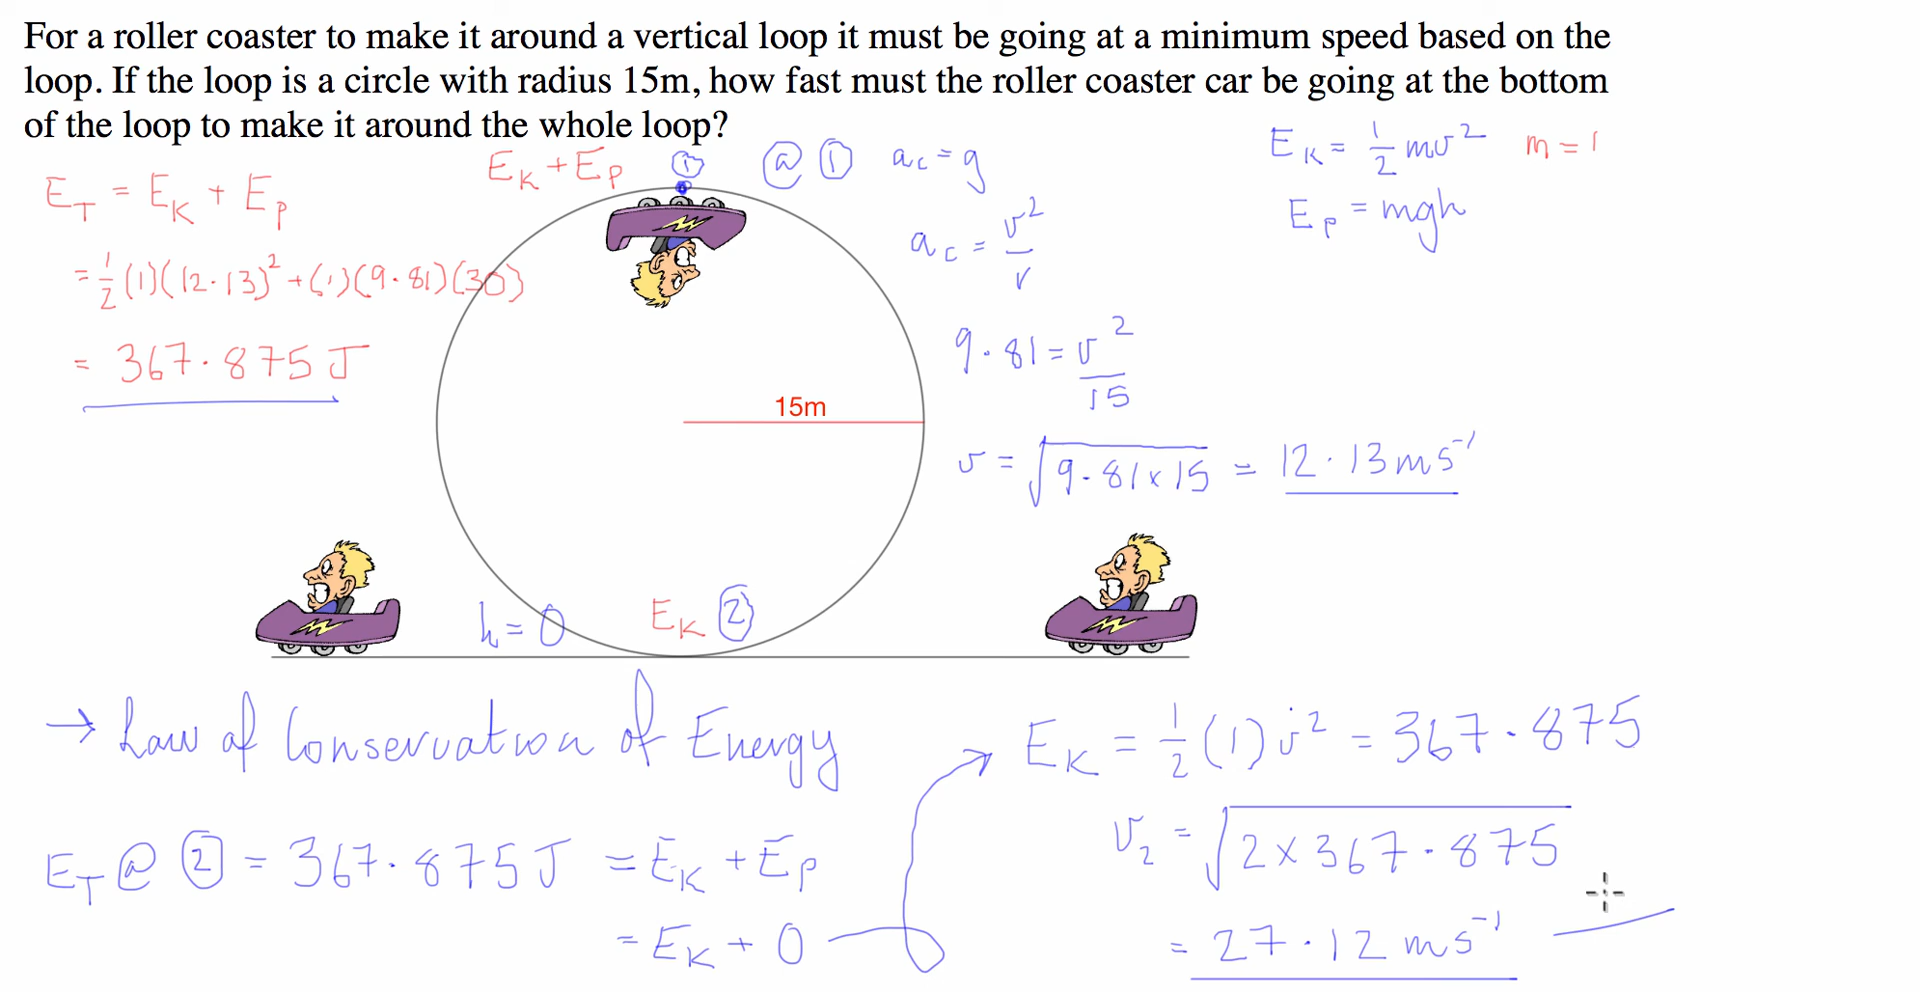 For a roller coaster to make it around a vertical loop it must be going at a minimum speed based on the
loop. If the loop is a circle with radius 15m, how fast must the roller coaster car be going at the bottom
of the loop to make it around the whole loop?
E_T = E_K + E_P
= 1/2 (1)(12.13)² + (1)(9.81)(30)
= 367.875 J
E_K + E_P ①
@ ① a_c = g
a_c = v²/r
9.81 = v²/15
v = √(9.81 x 15) = 12.13 ms⁻¹
E_K = 1/2 mv² m = 1
E_P = mgh
15m
h = 0
E_K ②
→ Law of Conservation of Energy
E_T @ ② = 367.875 J = E_K + E_P
= E_K + 0
→ E_K = 1/2 (1) v² = 367.875
v₂ = √(2 x 367.875)
= 27.12 ms⁻¹